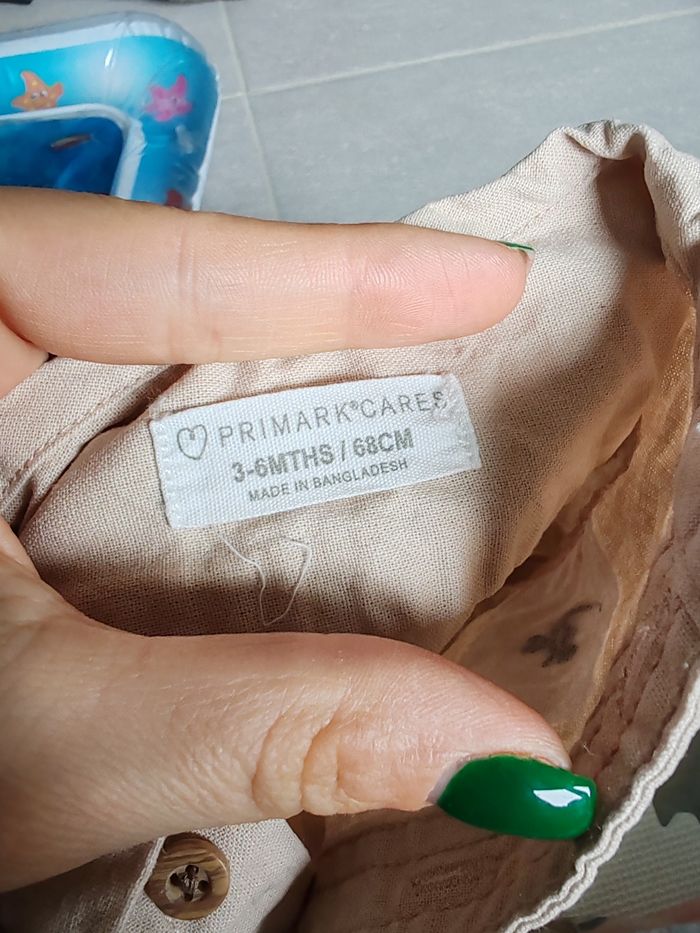 PRIMARK®CARES
3-6MTHS / 68CM
MADE IN BANGLADESH